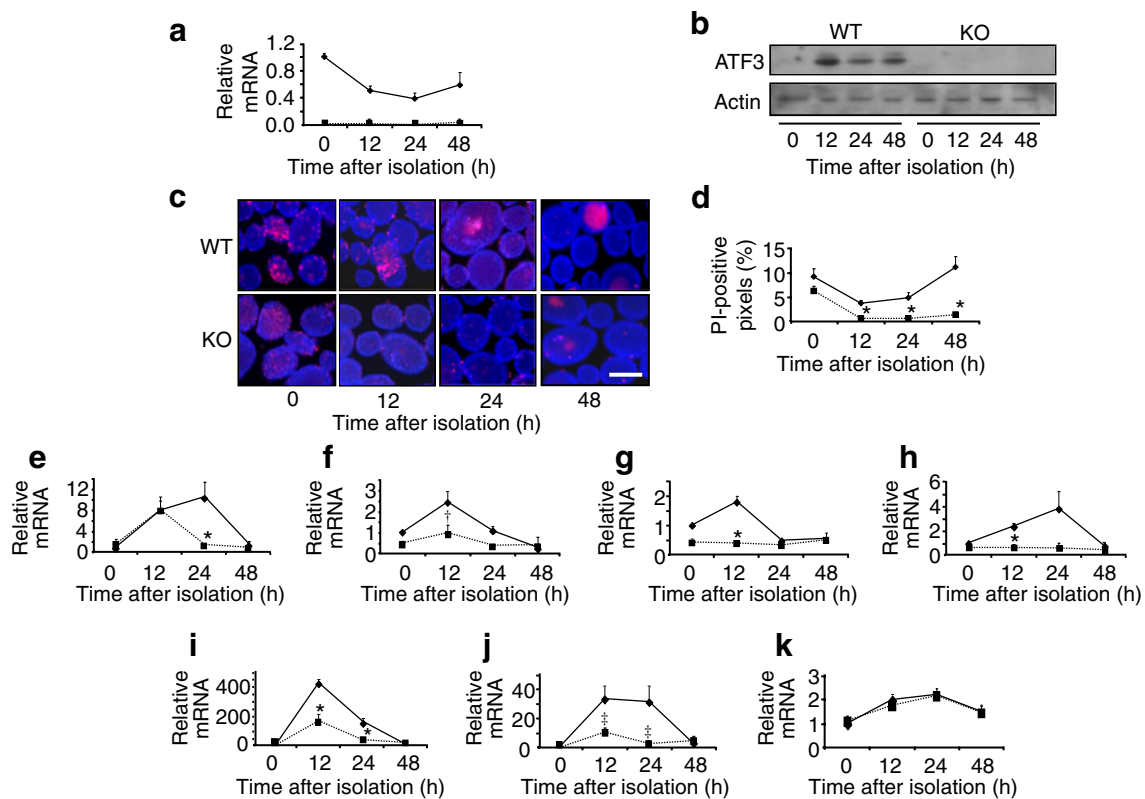 a
Relative
mRNA
1.2
0.8
0.4
0.0
0 12 24 48
Time after isolation (h)
b
WT KO
ATF3
Actin
0 12 24 48 0 12 24 48
Time after isolation (h)
c
WT
KO
0 12 24 48
Time after isolation (h)
d
PI-positive
pixels (%)
15
10
5
0
* * *
0 12 24 48
Time after isolation (h)
e
Relative
mRNA
12
8
4
0
*
0 12 24 48
Time after isolation (h)
f
Relative
mRNA
3
2
1
0
†
0 12 24 48
Time after isolation (h)
g
Relative
mRNA
2
1
0
*
0 12 24 48
Time after isolation (h)
h
Relative
mRNA
6
4
2
0
*
0 12 24 48
Time after isolation (h)
i
Relative
mRNA
400
200
0
* *
0 12 24 48
Time after isolation (h)
j
Relative
mRNA
40
20
0
‡ ‡
0 12 24 48
Time after isolation (h)
k
Relative
mRNA
3
2
1
0
0 12 24 48
Time after isolation (h)